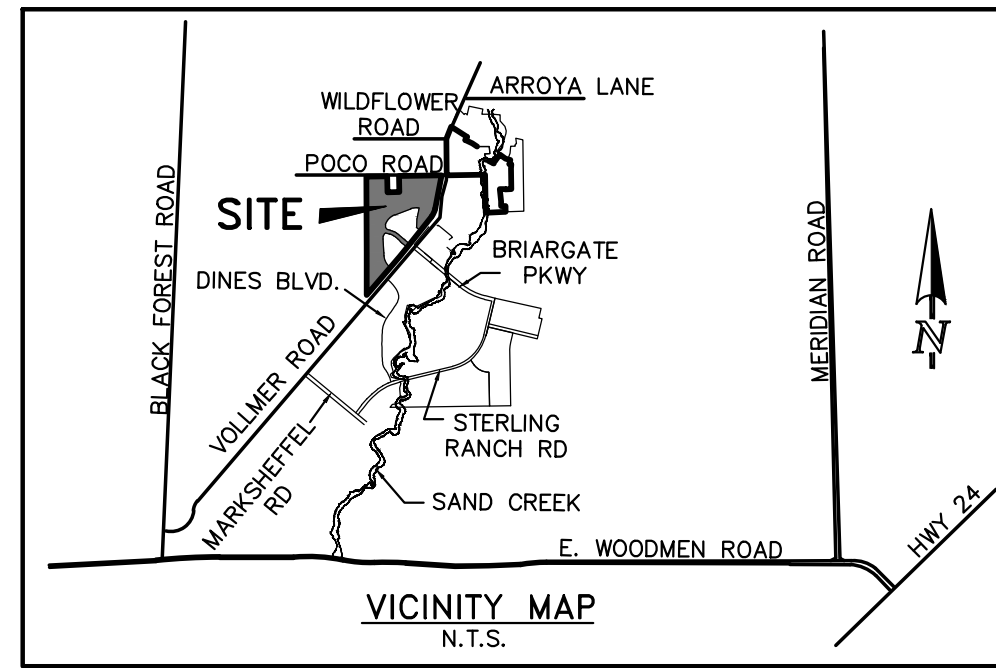 ARROYA LANE
WILDFLOWER
ROAD
POCO ROAD
SITE
BRIARGATE
PKWY
DINES BLVD.
BLACK FOREST ROAD
MERIDIAN ROAD
N
VOLLMER ROAD
MARKSHEFFEL
RD
STERLING
RANCH RD
SAND CREEK
HWY 24
E. WOODMEN ROAD
VICINITY MAP
N.T.S.